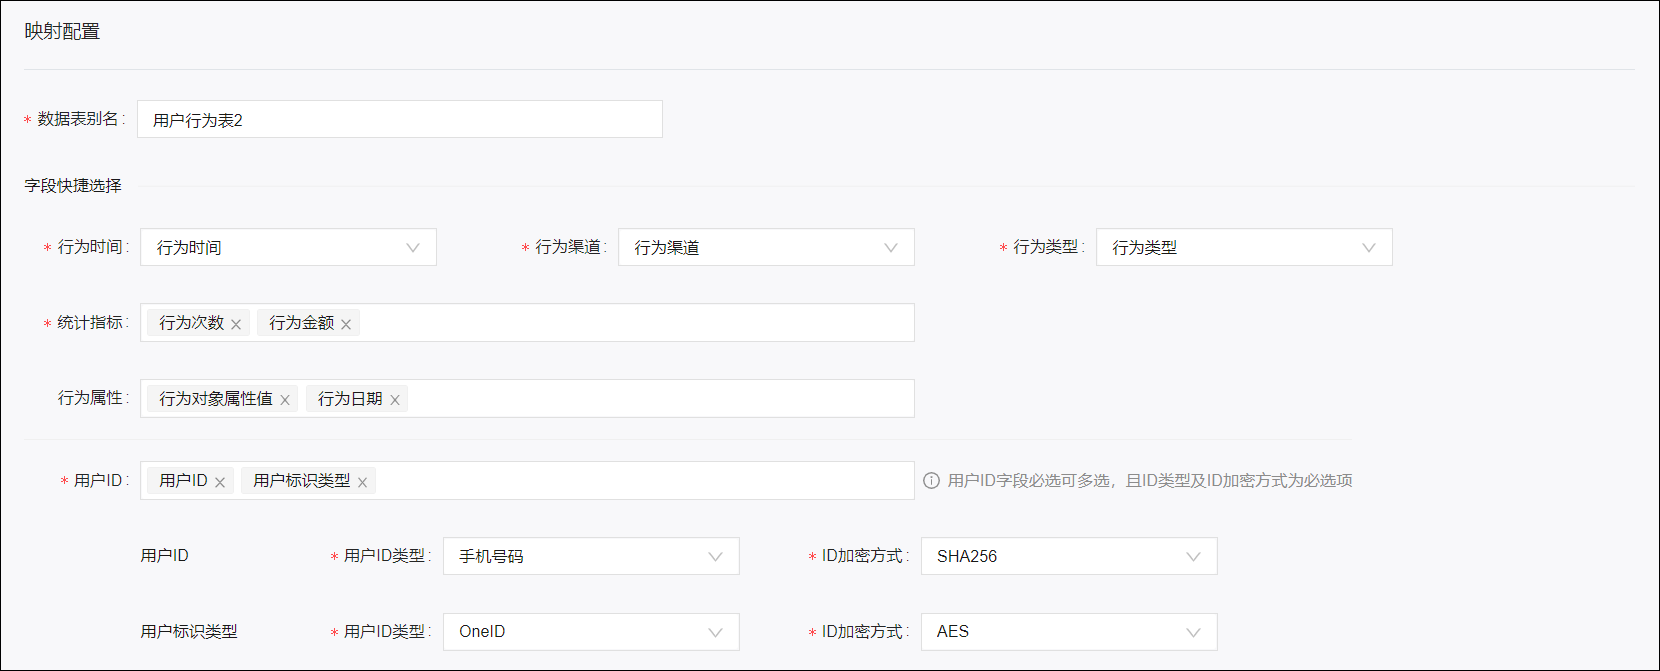 映射配置
* 数据表别名: 用户行为表2
字段快捷选择
* 行为时间: 行为时间 * 行为渠道: 行为渠道 * 行为类型: 行为类型
* 统计指标: 行为次数 × 行为金额 ×
行为属性: 行为对象属性值 × 行为日期 ×
* 用户ID: 用户ID × 用户标识类型 × 用户ID字段必选可多选，且ID类型及ID加密方式为必选项
用户ID * 用户ID类型: 手机号码 * ID加密方式: SHA256
用户标识类型 * 用户ID类型: OneID * ID加密方式: AES